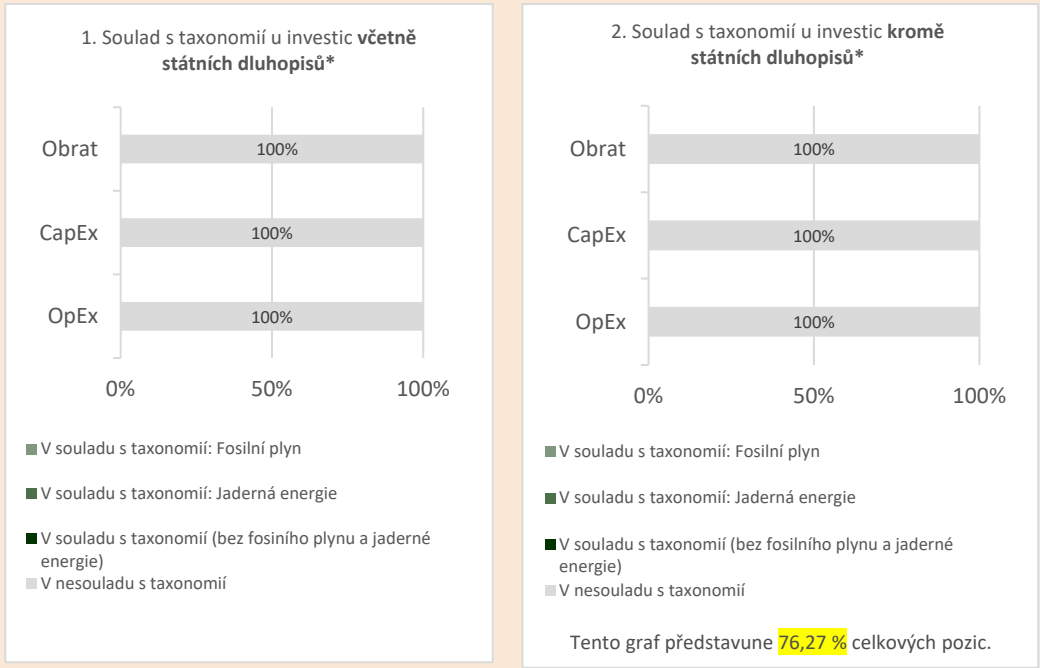 1. Soulad s taxonomií u investic včetně
státních dluhopisů*
Obrat
100%
CapEx
100%
OpEx
100%
0%
50%
100%
V souladu s taxonomií: Fosilní plyn
V souladu s taxonomií: Jaderná energie
V souladu s taxonomií (bez fosiního plynu a jaderné
energie)
V nesouladu s taxonomií
2. Soulad s taxonomií u investic kromě
státních dluhopisů*
Obrat
100%
CapEx
100%
OpEx
100%
0%
50%
100%
V souladu s taxonomií: Fosilní plyn
V souladu s taxonomií: Jaderná energie
V souladu s taxonomií (bez fosilního plynu a jaderné
energie)
V nesouladu s taxonomií
Tento graf představune 76,27 % celkových pozic.